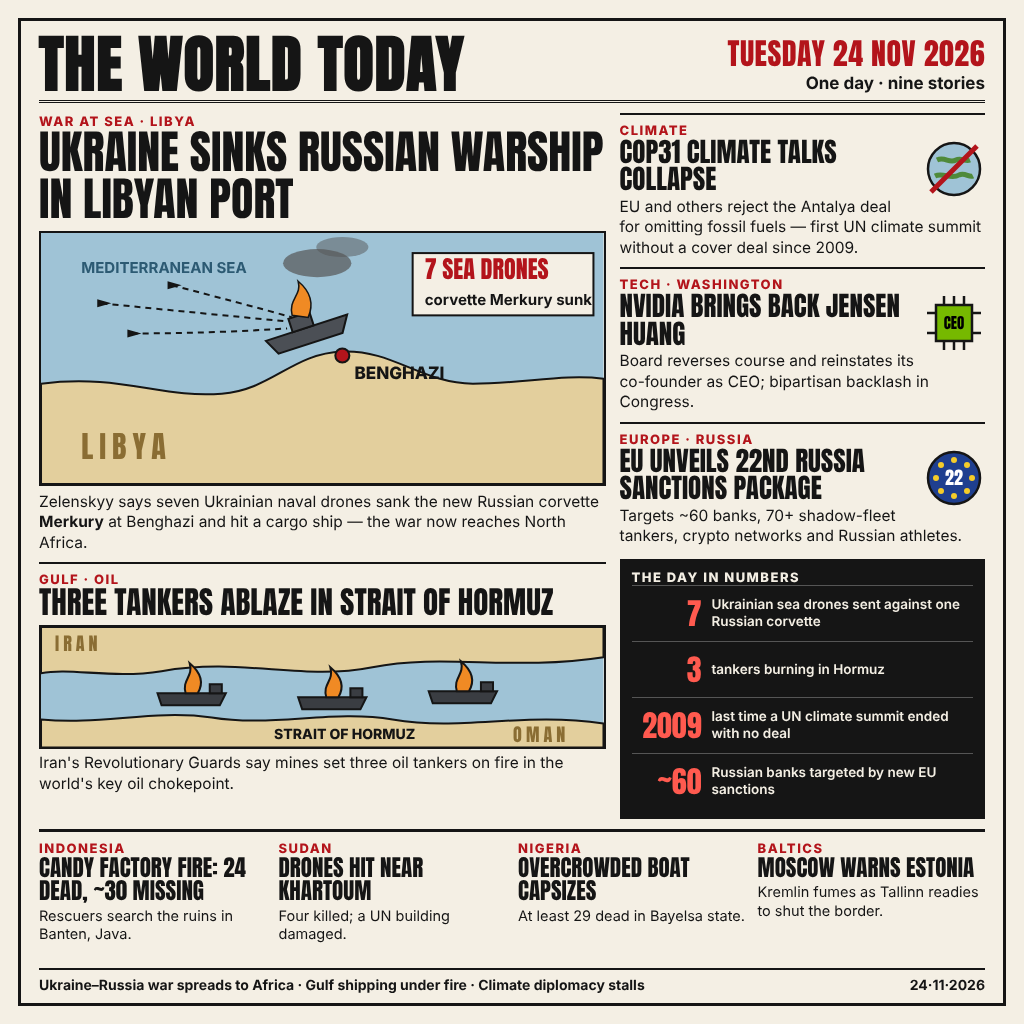 THE WORLD TODAY
TUESDAY 24 NOV 2026
One day · nine stories
WAR AT SEA · LIBYA
UKRAINE SINKS RUSSIAN WARSHIP
IN LIBYAN PORT
MEDITERRANEAN SEA
7 SEA DRONES
corvette Merkury sunk
BENGHAZI
LIBYA
Zelenskyy says seven Ukrainian naval drones sank the new Russian corvette
Merkury at Benghazi and hit a cargo ship — the war now reaches North
Africa.
GULF · OIL
THREE TANKERS ABLAZE IN STRAIT OF HORMUZ
IRAN
STRAIT OF HORMUZ
OMAN
Iran's Revolutionary Guards say mines set three oil tankers on fire in the
world's key oil chokepoint.
CLIMATE
COP31 CLIMATE TALKS
COLLAPSE
EU and others reject the Antalya deal
for omitting fossil fuels — first UN climate summit
without a cover deal since 2009.
TECH · WASHINGTON
NVIDIA BRINGS BACK JENSEN
HUANG
CEO
Board reverses course and reinstates its
co-founder as CEO; bipartisan backlash in
Congress.
EUROPE · RUSSIA
EU UNVEILS 22ND RUSSIA
SANCTIONS PACKAGE
22
Targets ~60 banks, 70+ shadow-fleet
tankers, crypto networks and Russian athletes.
THE DAY IN NUMBERS
7 Ukrainian sea drones sent against one
Russian corvette
3 tankers burning in Hormuz
2009 last time a UN climate summit ended
with no deal
~60 Russian banks targeted by new EU
sanctions
INDONESIA
CANDY FACTORY FIRE: 24
DEAD, ~30 MISSING
Rescuers search the ruins in
Banten, Java.
SUDAN
DRONES HIT NEAR
KHARTOUM
Four killed; a UN building
damaged.
NIGERIA
OVERCROWDED BOAT
CAPSIZES
At least 29 dead in Bayelsa state.
BALTICS
MOSCOW WARNS ESTONIA
Kremlin fumes as Tallinn readies
to shut the border.
Ukraine–Russia war spreads to Africa · Gulf shipping under fire · Climate diplomacy stalls
24·11·2026